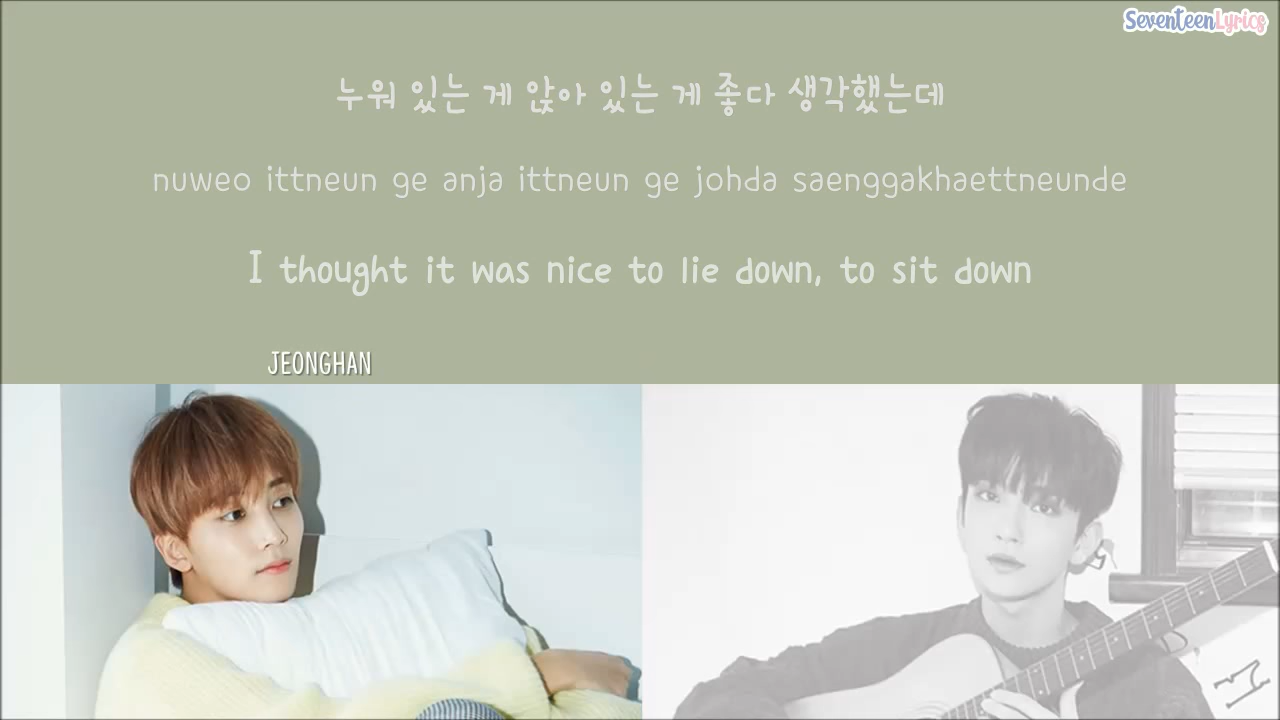 SeventeenLyrics
누워 있는 게 앉아 있는 게 좋다 생각했는데
nuweo ittneun ge anja ittneun ge johda saenggakhaettneunde
I thought it was nice to lie down, to sit down
JEONGHAN